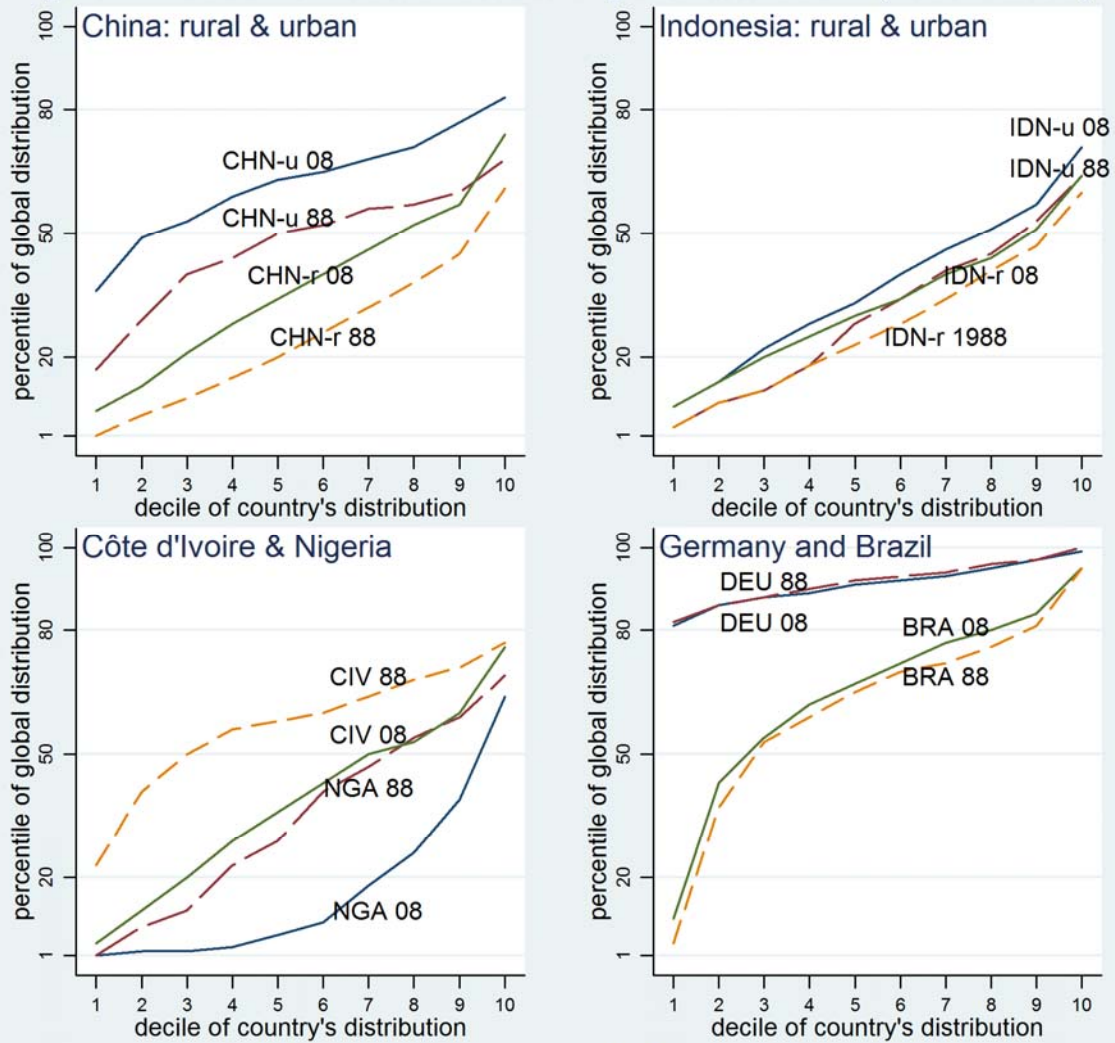 China: rural & urban
percentile of global distribution
100
80
50
20
1
CHN-u 08
CHN-u 88
CHN-r 08
CHN-r 88
1 2 3 4 5 6 7 8 9 10
decile of country's distribution
Indonesia: rural & urban
percentile of global distribution
100
80
50
20
1
IDN-u 08
IDN-u 88
IDN-r 08
IDN-r 1988
1 2 3 4 5 6 7 8 9 10
decile of country's distribution
Côte d'Ivoire & Nigeria
percentile of global distribution
100
80
50
20
1
CIV 88
CIV 08
NGA 88
NGA 08
1 2 3 4 5 6 7 8 9 10
decile of country's distribution
Germany and Brazil
percentile of global distribution
100
80
50
20
1
DEU 88
DEU 08
BRA 08
BRA 88
1 2 3 4 5 6 7 8 9 10
decile of country's distribution